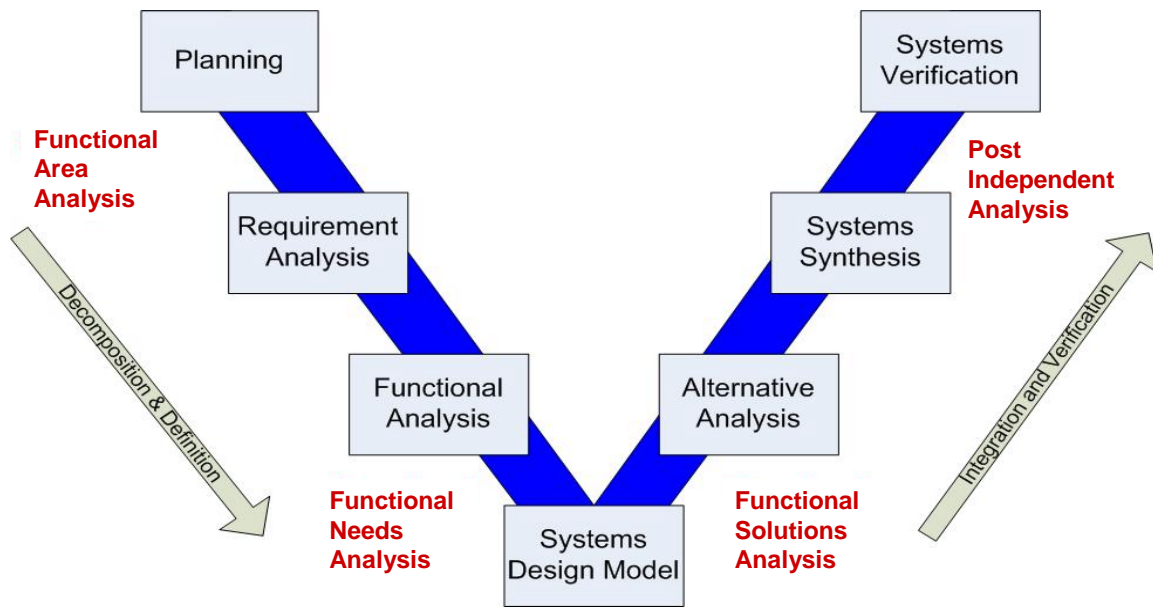 Planning
Systems
Verification
Functional
Area
Analysis
Post
Independent
Analysis
Requirement
Analysis
Systems
Synthesis
Decomposition & Definition
Integration and Verification
Functional
Analysis
Alternative
Analysis
Functional
Needs
Analysis
Systems
Design Model
Functional
Solutions
Analysis